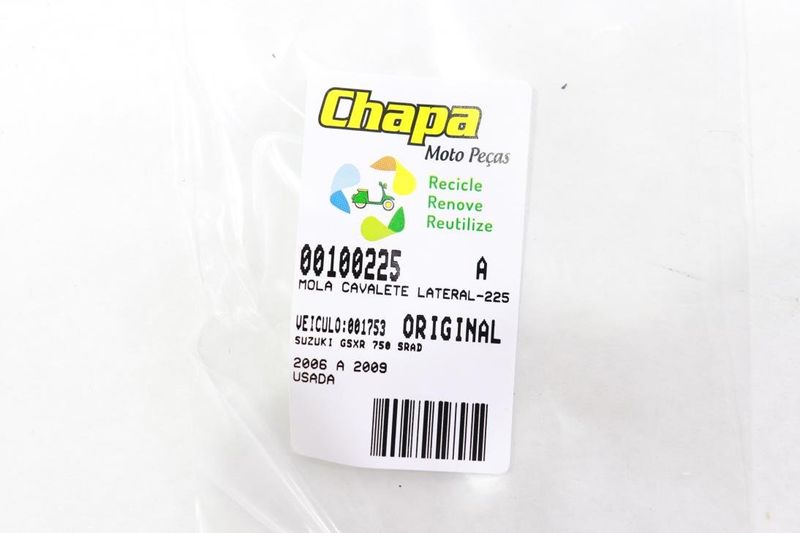 Chapa
Moto Peças
Recicle
Renove
Reutilize
00100225 A
MOLA CAVALETE LATERAL-225
VEICULO:001753 ORIGINAL
SUZUKI GSXR 750 SRAD
2006 A 2009
USADA